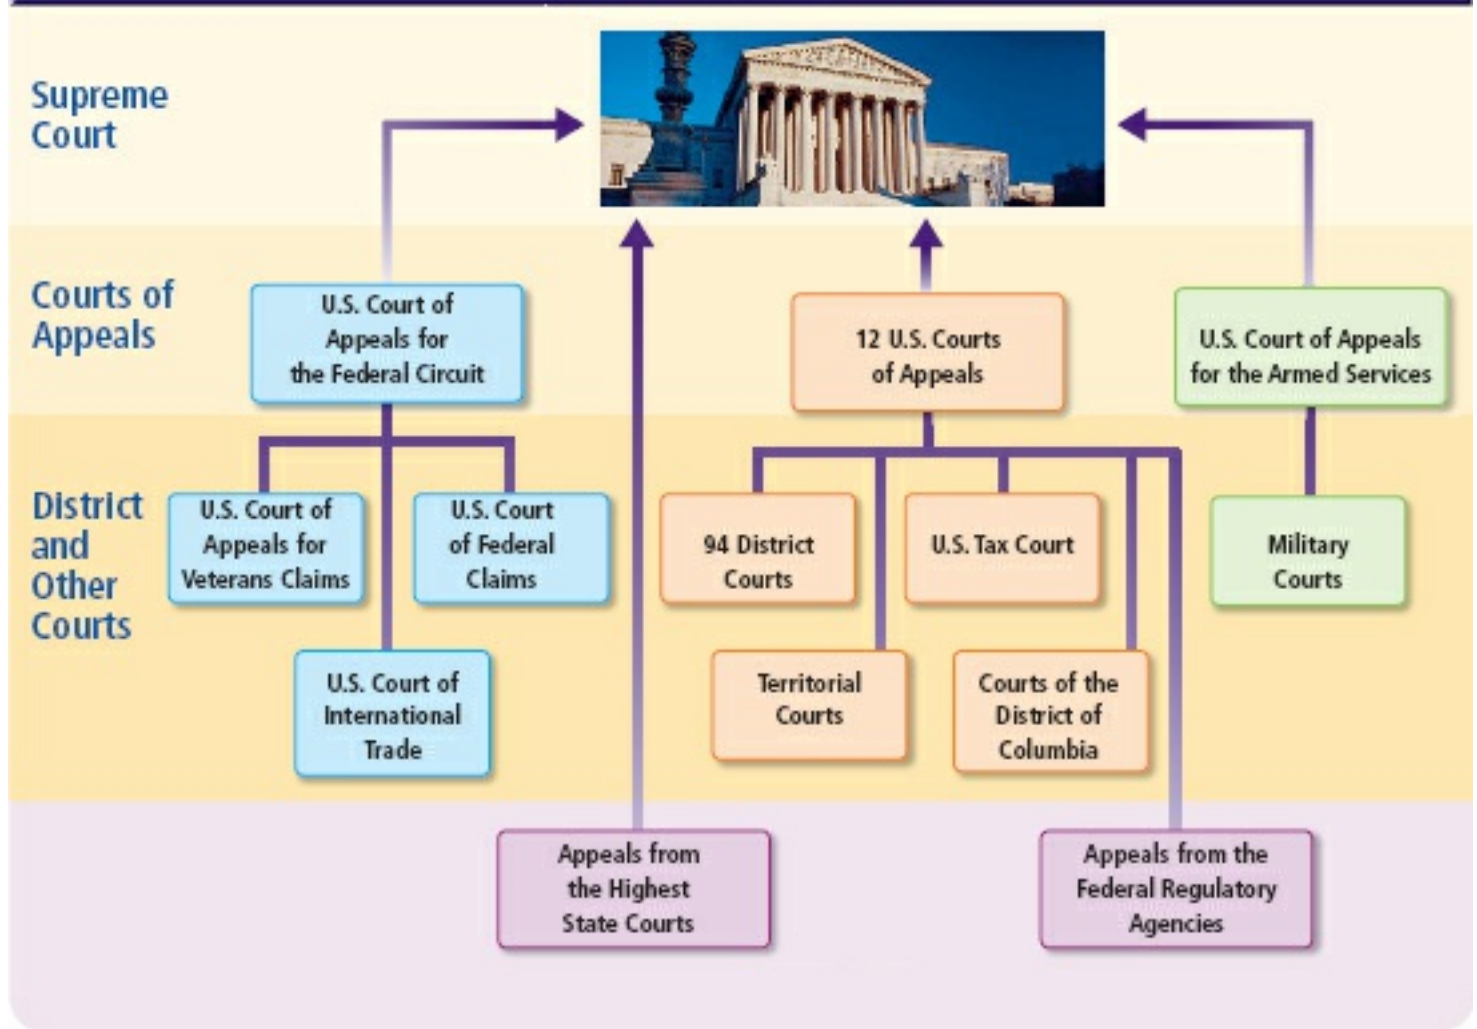 Supreme
Court
Courts of
Appeals
U.S. Court of
Appeals for
the Federal Circuit
12 U.S. Courts
of Appeals
U.S. Court of Appeals
for the Armed Services
District
and
Other
Courts
U.S. Court of
Appeals for
Veterans Claims
U.S. Court
of Federal
Claims
94 District
Courts
U.S. Tax Court
Military
Courts
U.S. Court of
International
Trade
Territorial
Courts
Courts of the
District of
Columbia
Appeals from
the Highest
State Courts
Appeals from the
Federal Regulatory
Agencies